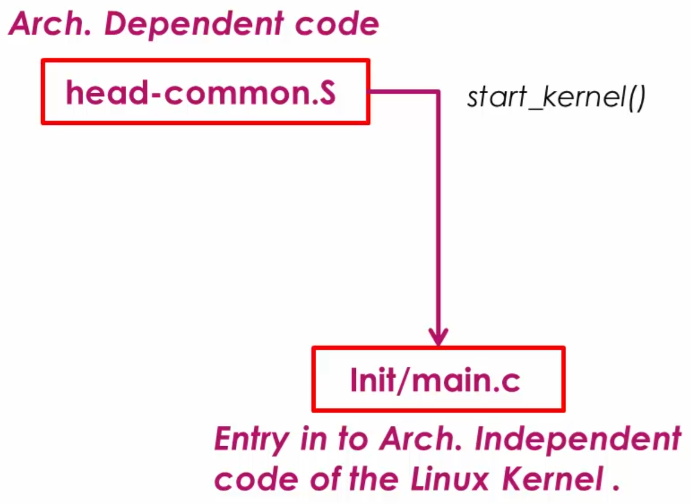 Arch. Dependent code
head-common.S
start_kernel()
Init/main.c
Entry in to Arch. Independent
code of the Linux Kernel .